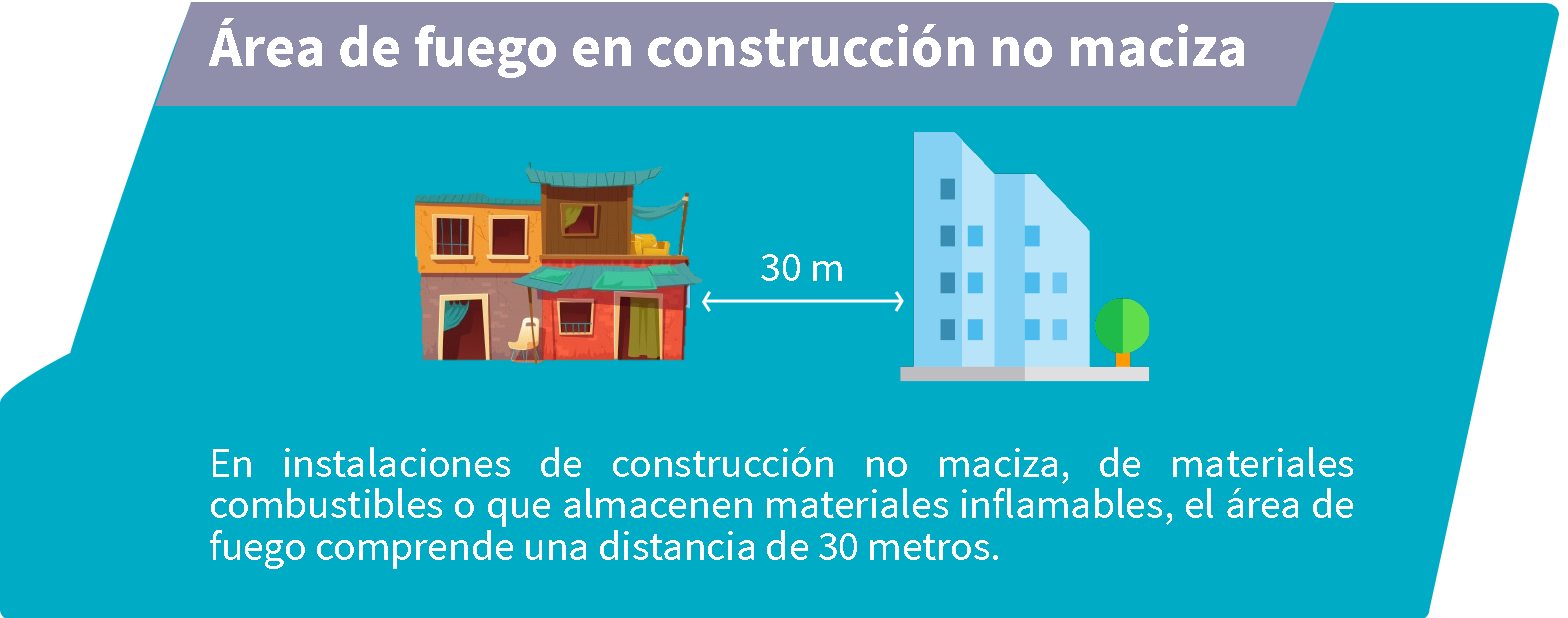 Área de fuego en construcción no maciza
30 m
En instalaciones de construcción no maciza, de materiales
combustibles o que almacenen materiales inflamables, el área de
fuego comprende una distancia de 30 metros.